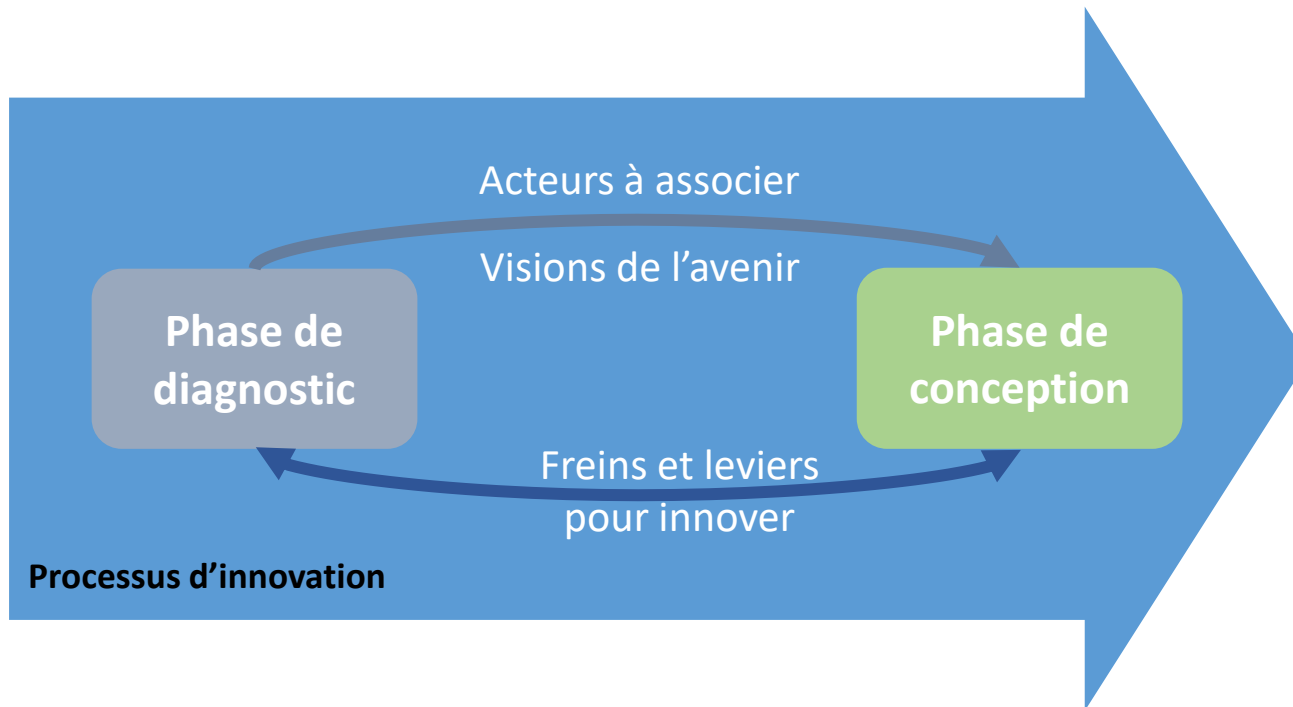 Acteurs à associer
Visions de l’avenir
Phase de
diagnostic
Phase de
conception
Freins et leviers
pour innover
Processus d’innovation